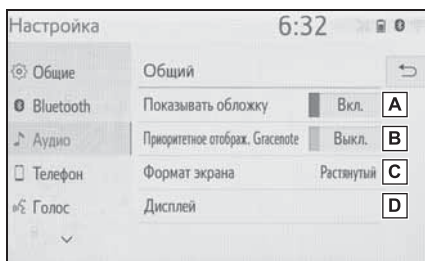 Настройка 6:32
Общие
Bluetooth
Аудио
Телефон
Голос
Общий
Показывать обложку Вкл. A
Приоритетное отображ. Gracenote Выкл. B
Формат экрана Растянутый C
Дисплей D